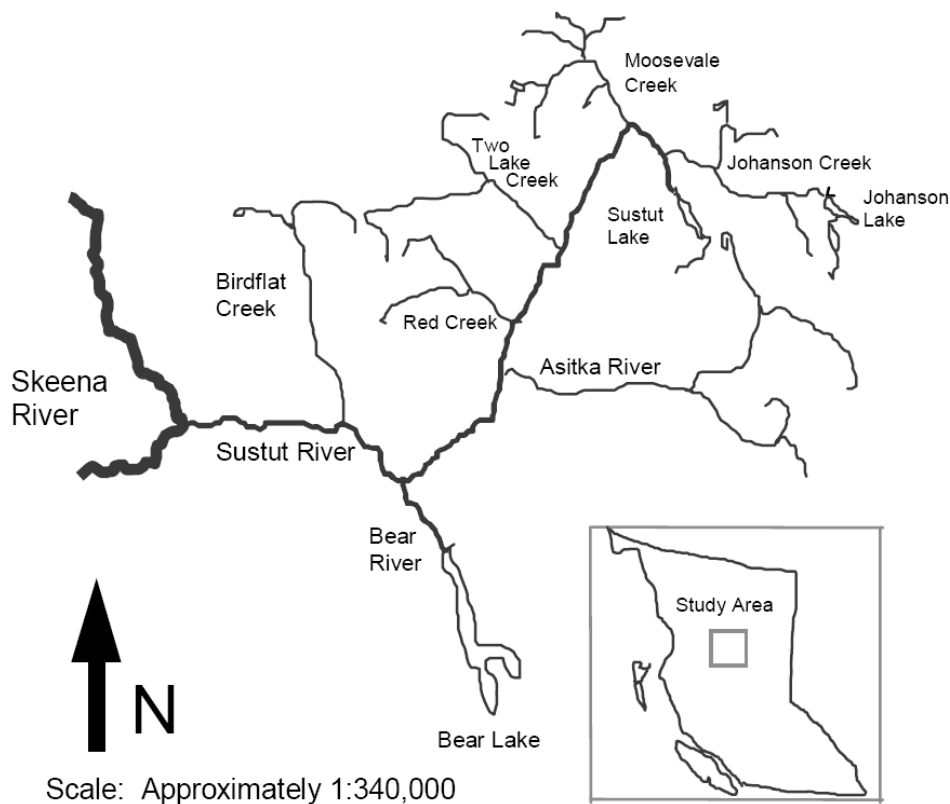 Moosevale
Creek
Two
Lake
Creek
Johanson Creek
Johanson
Lake
Sustut
Lake
Birdflat
Creek
Red Creek
Asitka River
Skeena
River
Sustut River
Bear
River
Study Area
N
Bear Lake
Scale: Approximately 1:340,000